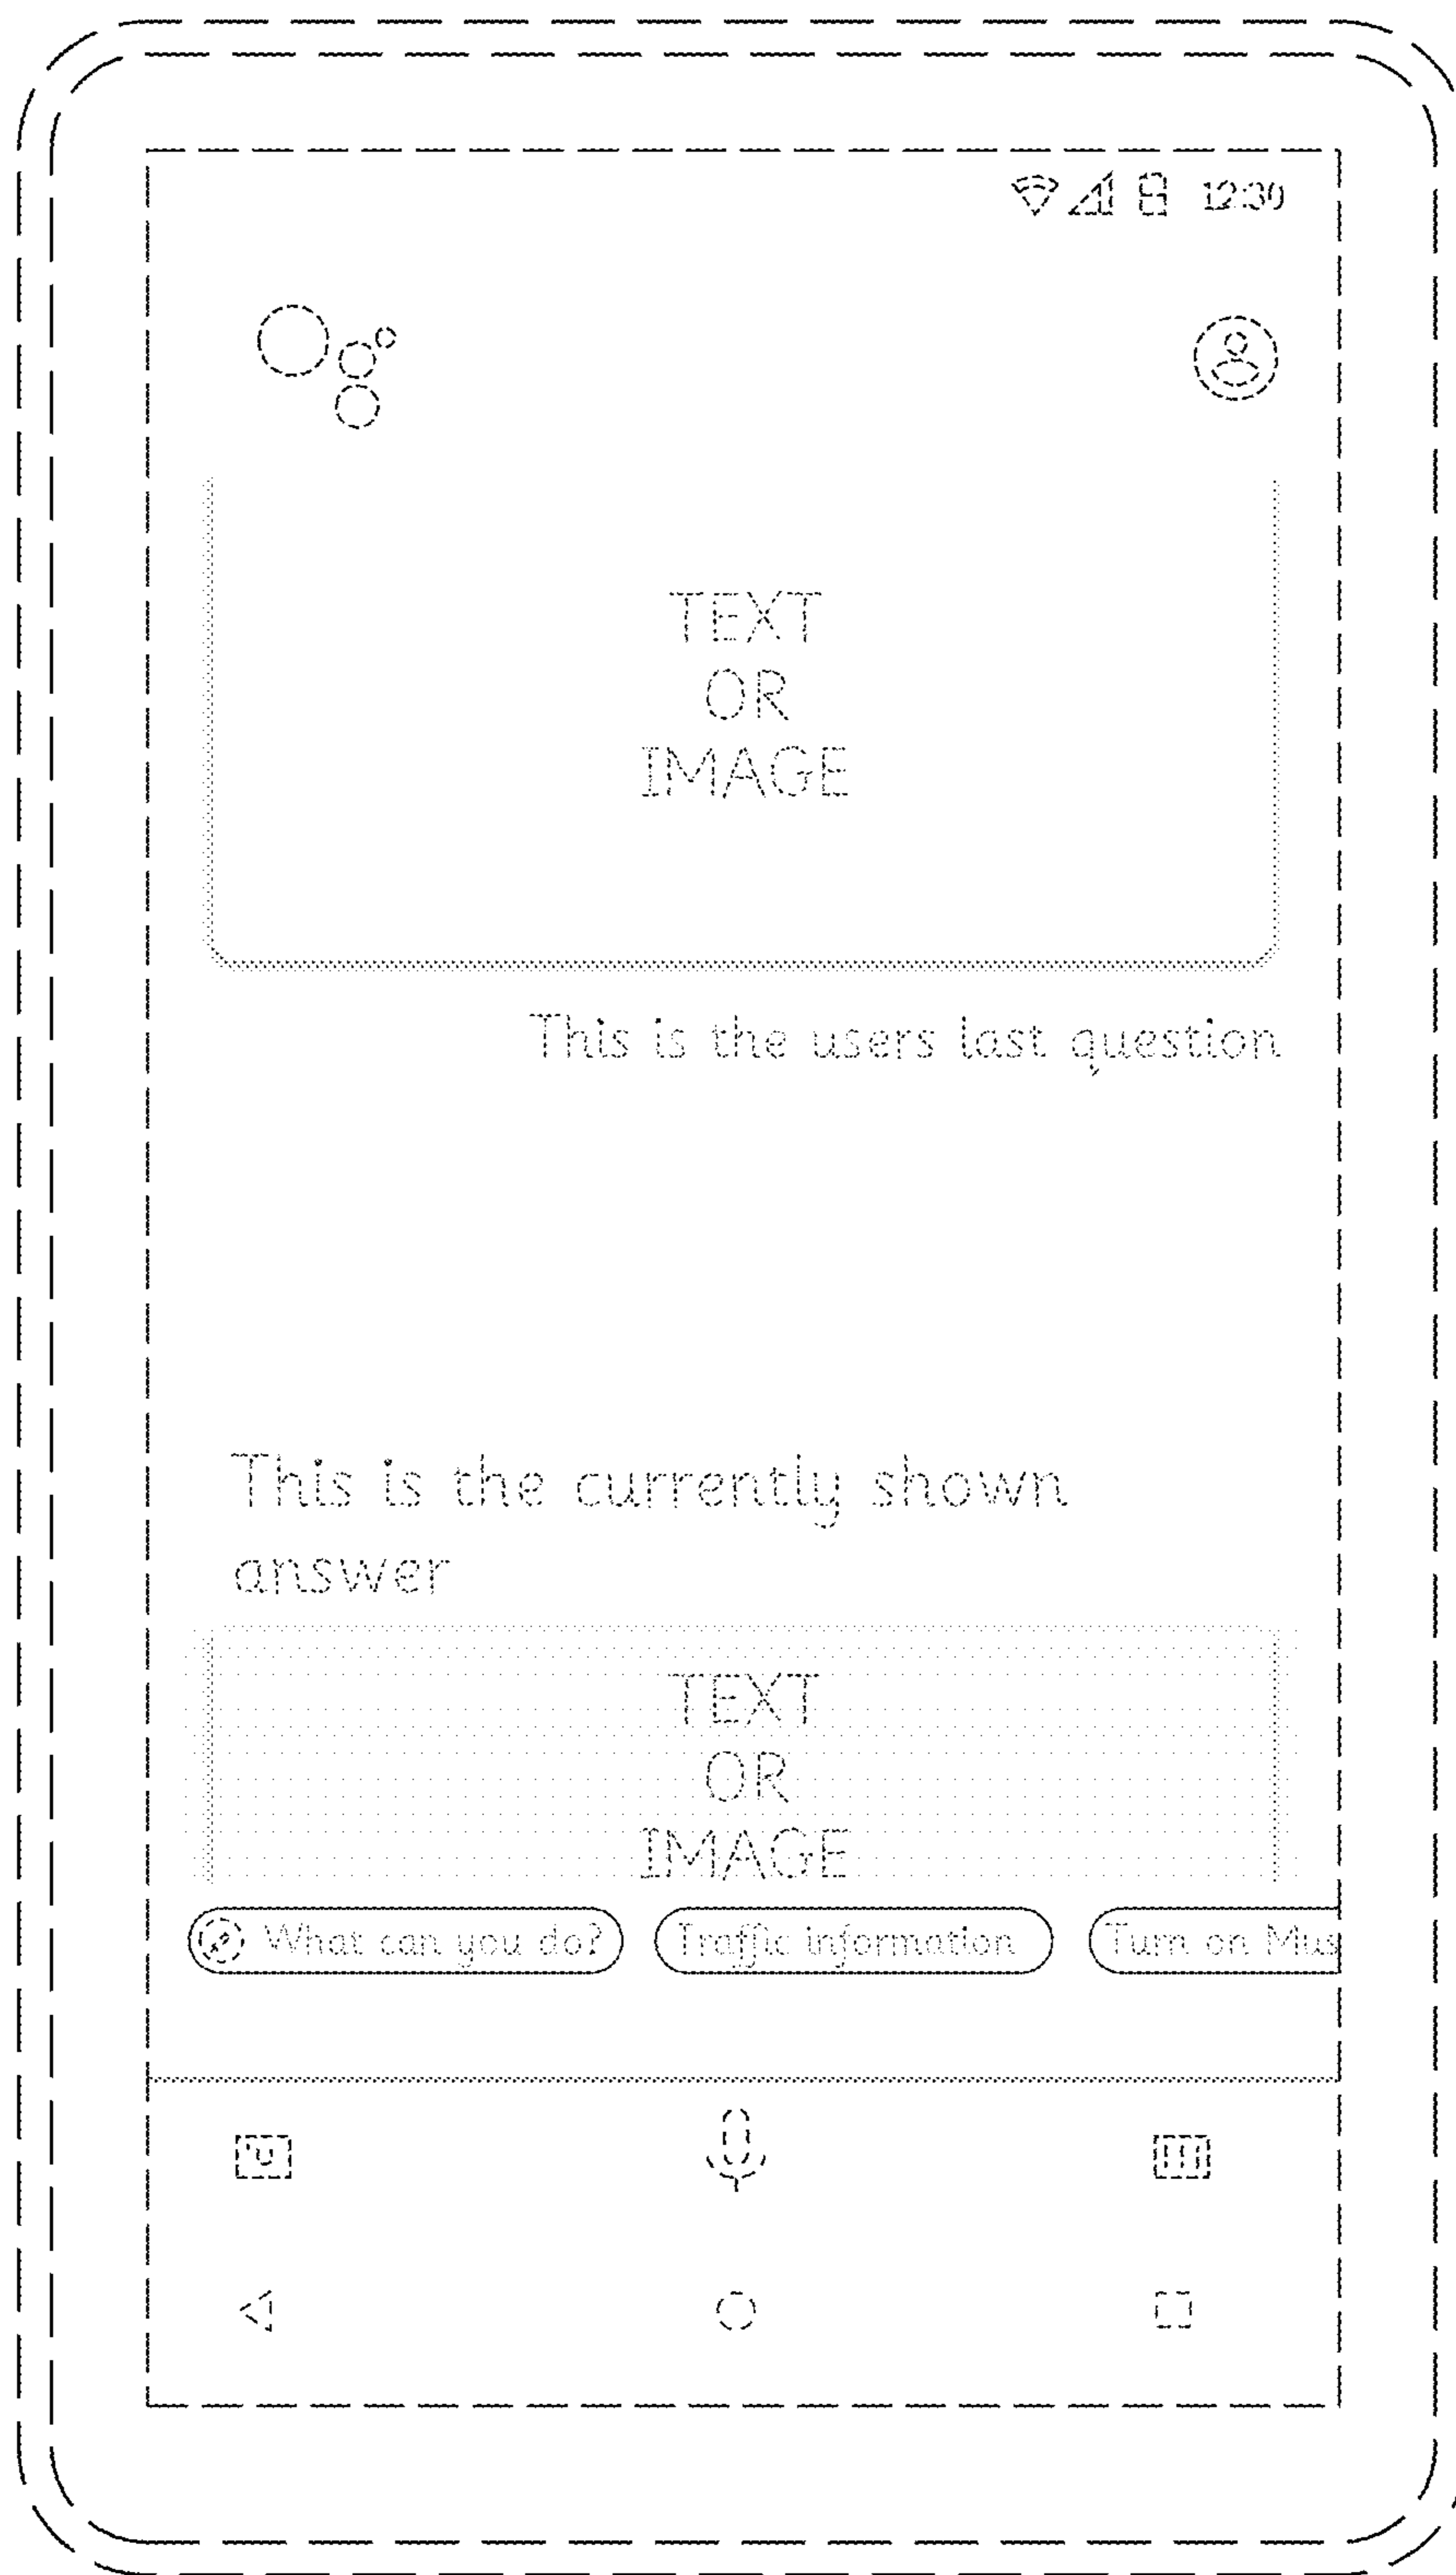 12:30
TEXT
OR
IMAGE
This is the users last question
This is the currently shown
answer
TEXT
OR
IMAGE
What can you do?
Traffic information
Turn on Mus